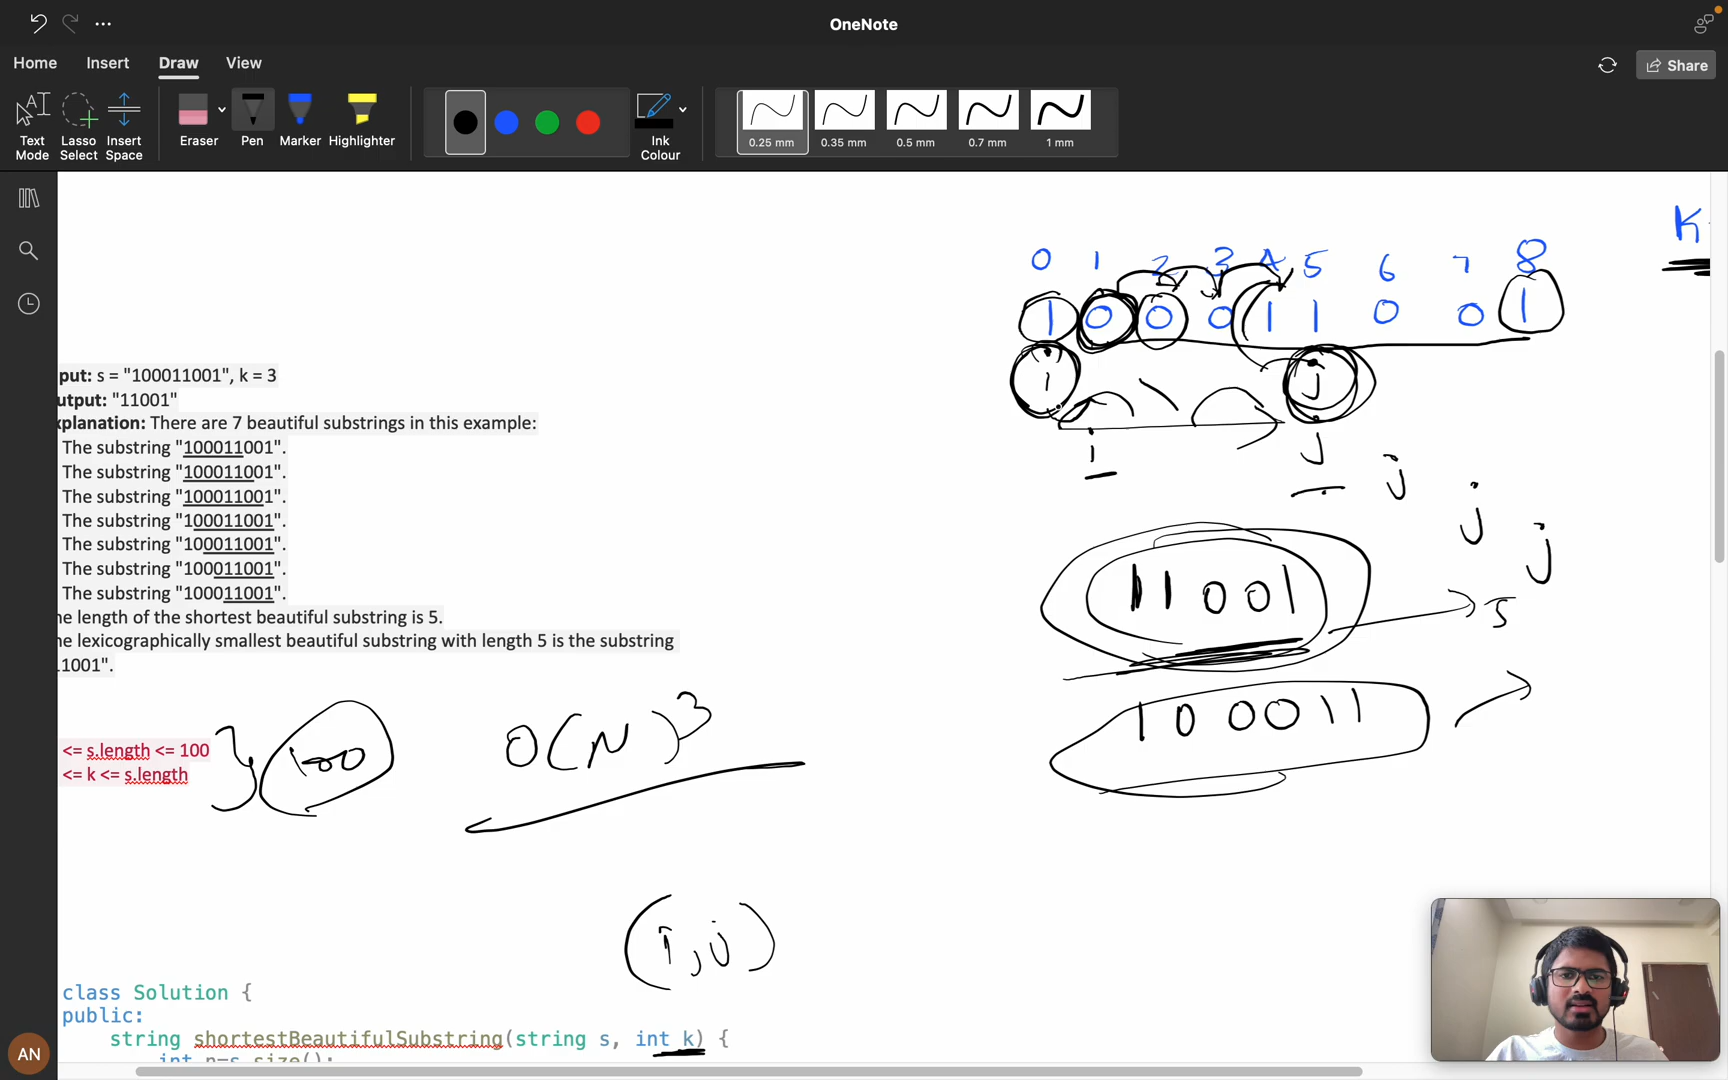 OneNote
Home Insert Draw View
Share
Text Mode
Lasso Select
Insert Space
Eraser
Pen
Marker
Highlighter
Ink Colour
0.25 mm
0.35 mm
0.5 mm
0.7 mm
1 mm
K
0 1 2 3 4 5 6 7 8
1 0 0 0 1 1 0 0 1
i j
i j j
j
j
put: s = "100011001", k = 3
utput: "11001"
xplanation: There are 7 beautiful substrings in this example:
The substring "100011001".
The substring "100011001".
The substring "100011001".
The substring "100011001".
The substring "100011001".
The substring "100011001".
The substring "100011001".
he length of the shortest beautiful substring is 5.
he lexicographically smallest beautiful substring with length 5 is the substring
1001".
11001 5
100011
<= s.length <= 100
<= k <= s.length
100
O(N)3
(i,j)
class Solution {
public:
string shortestBeautifulSubstring(string s, int k) {
int n=s.size();
AN